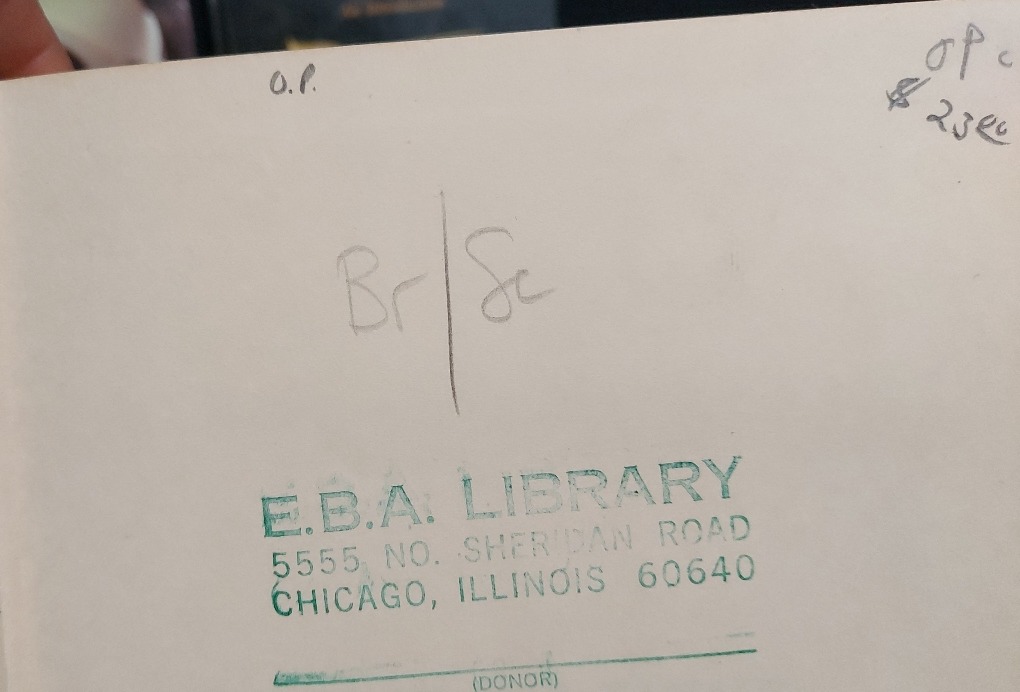 O.P.
OP
Br | Sc
E.B.A. LIBRARY
5555 NO. SHERIDAN ROAD
CHICAGO, ILLINOIS 60640
(DONOR)